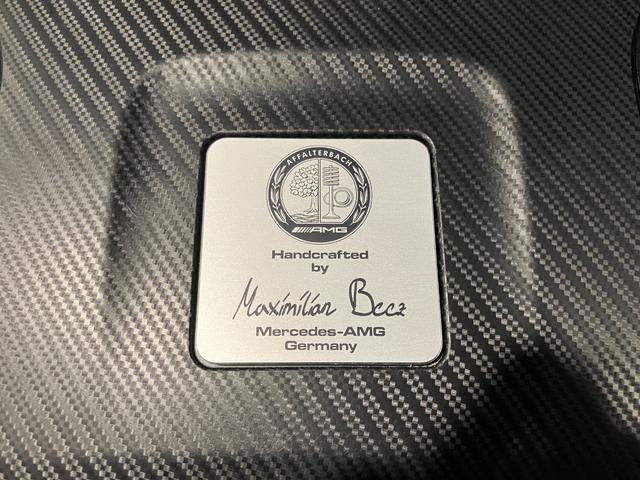 AFFALTERBACH
AMG
Handcrafted
by
Maximilian Becz
Mercedes-AMG
Germany